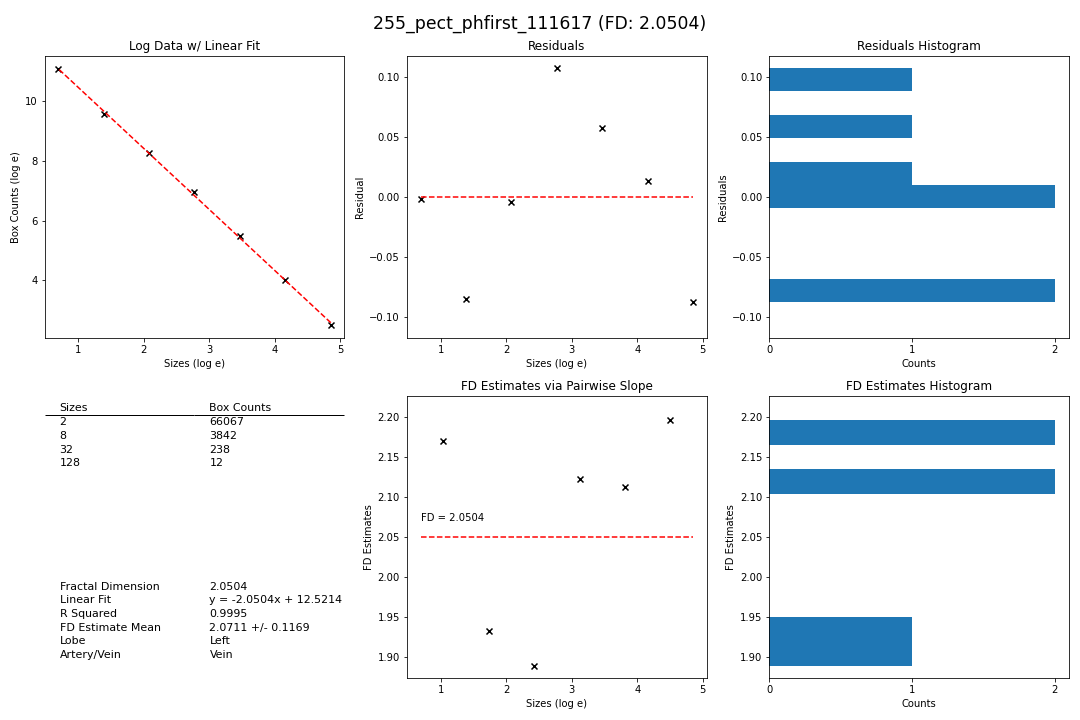 255_pect_phfirst_111617 (FD: 2.0504)
Log Data w/ Linear Fit
Box Counts (log e)
10
8
6
4
1 2 3 4 5
Sizes (log e)
Residuals
Residual
0.10
0.05
0.00
−0.05
−0.10
1 2 3 4 5
Sizes (log e)
Residuals Histogram
Residuals
0.10
0.05
0.00
−0.05
−0.10
0 1 2
Counts
Sizes Box Counts
2 66067
8 3842
32 238
128 12
Fractal Dimension 2.0504
Linear Fit y = -2.0504x + 12.5214
R Squared 0.9995
FD Estimate Mean 2.0711 +/- 0.1169
Lobe Left
Artery/Vein Vein
FD Estimates via Pairwise Slope
FD Estimates
2.20
2.15
2.10
2.05
2.00
1.95
1.90
FD = 2.0504
1 2 3 4 5
Sizes (log e)
FD Estimates Histogram
FD Estimates
2.20
2.15
2.10
2.05
2.00
1.95
1.90
0 1 2
Counts